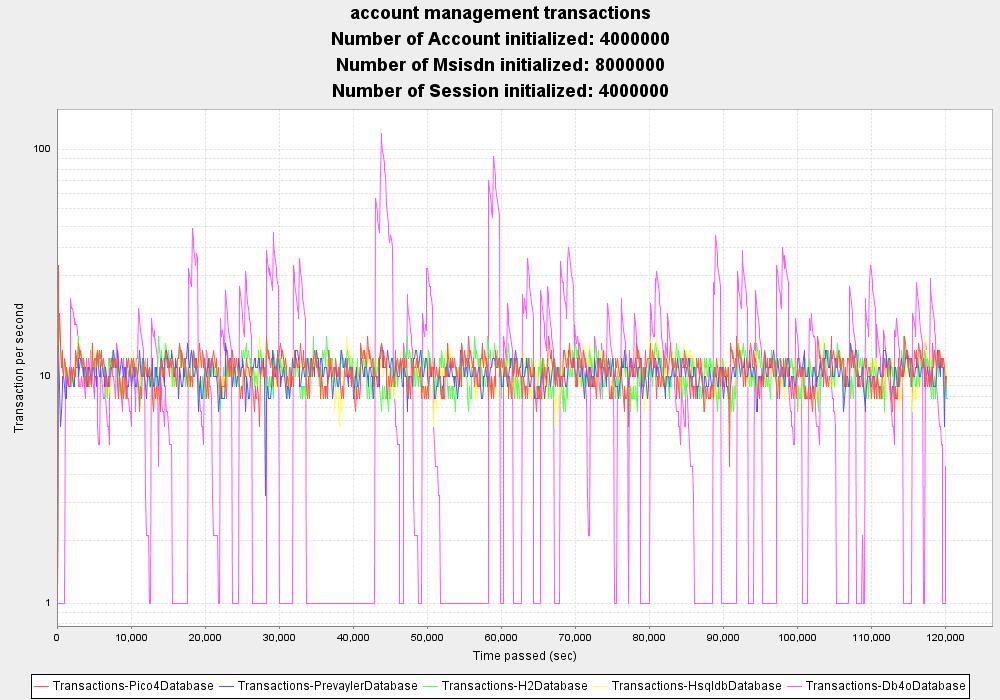 account management transactions
Number of Account initialized: 4000000
Number of Msisdn initialized: 8000000
Number of Session initialized: 4000000
100
10
1
Transaction per second
0 10,000 20,000 30,000 40,000 50,000 60,000 70,000 80,000 90,000 100,000 110,000 120,000
Time passed (sec)
Transactions-Pico4Database Transactions-PrevaylerDatabase Transactions-H2Database Transactions-HsqldbDatabase Transactions-Db4oDatabase